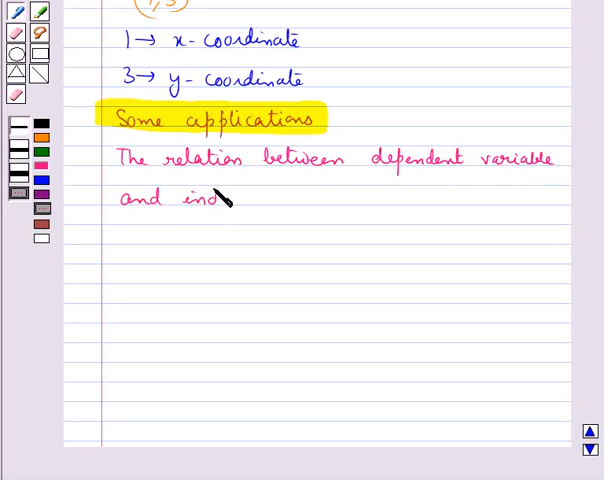 1 → x-coordinate
3 → y-coordinate
Some applications
The relation between dependent variable
and ind